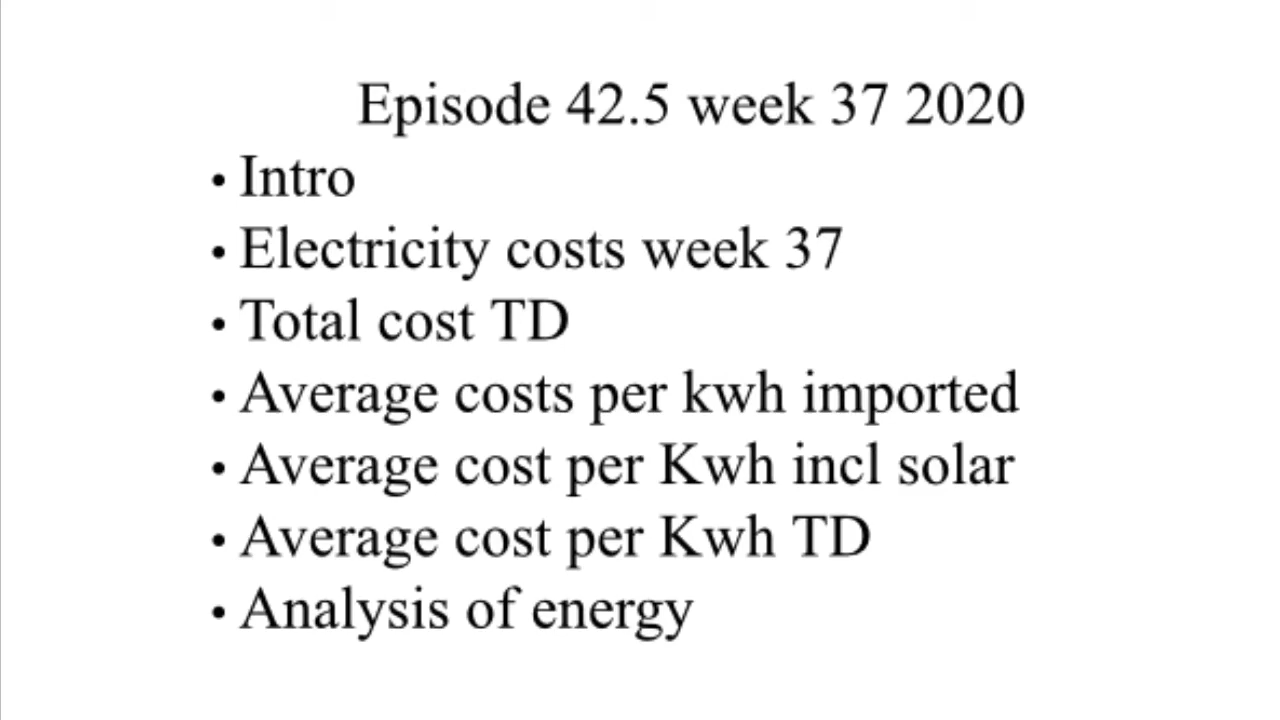 Episode 42.5 week 37 2020
• Intro
• Electricity costs week 37
• Total cost TD
• Average costs per kwh imported
• Average cost per Kwh incl solar
• Average cost per Kwh TD
• Analysis of energy